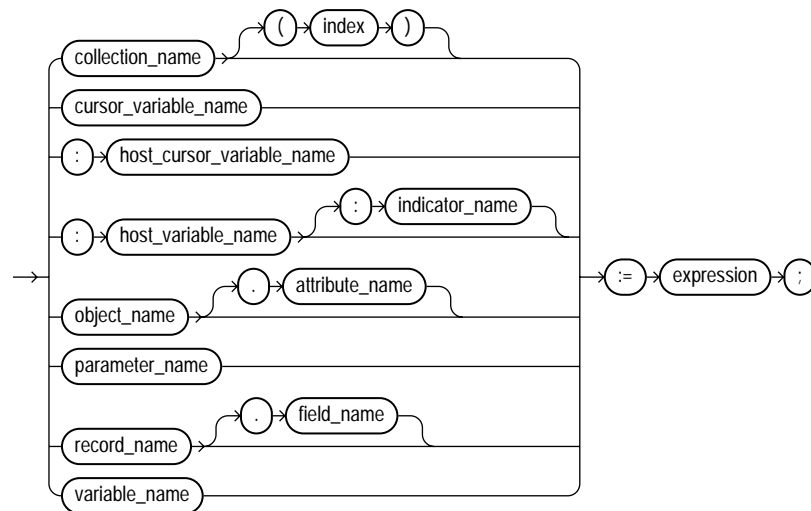 ( index )
collection_name
cursor_variable_name
: host_cursor_variable_name
: indicator_name
: host_variable_name
:= expression ;
. attribute_name
object_name
parameter_name
. field_name
record_name
variable_name